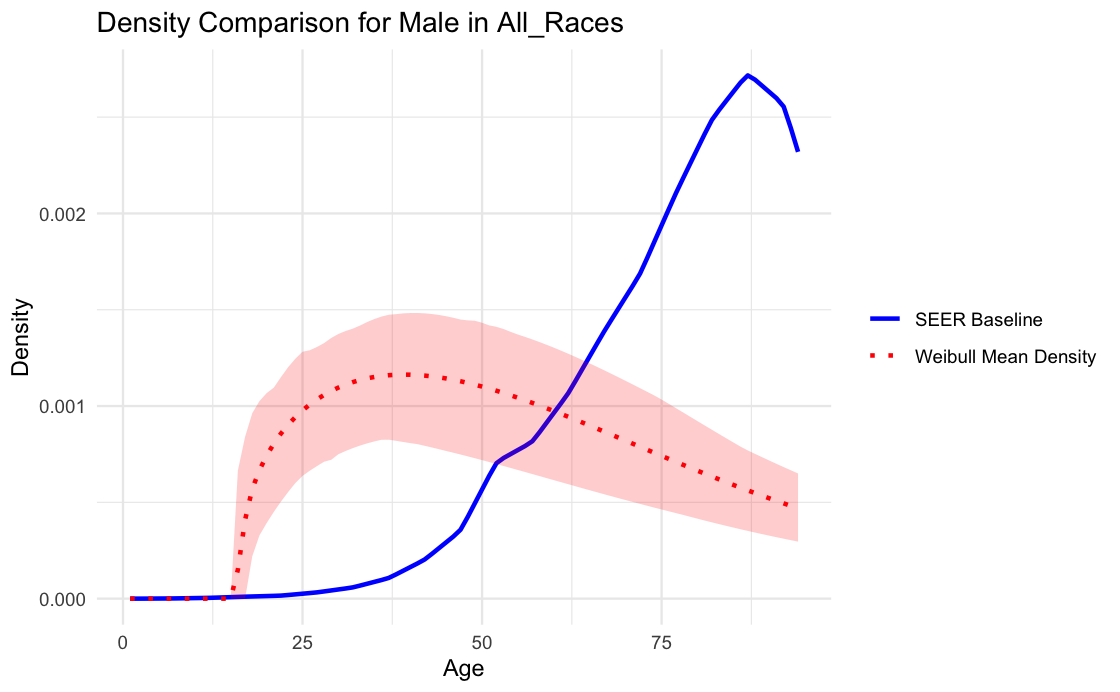 Density Comparison for Male in All_Races
Density
0.002
0.001
0.000
0
25
50
75
Age
SEER Baseline
Weibull Mean Density